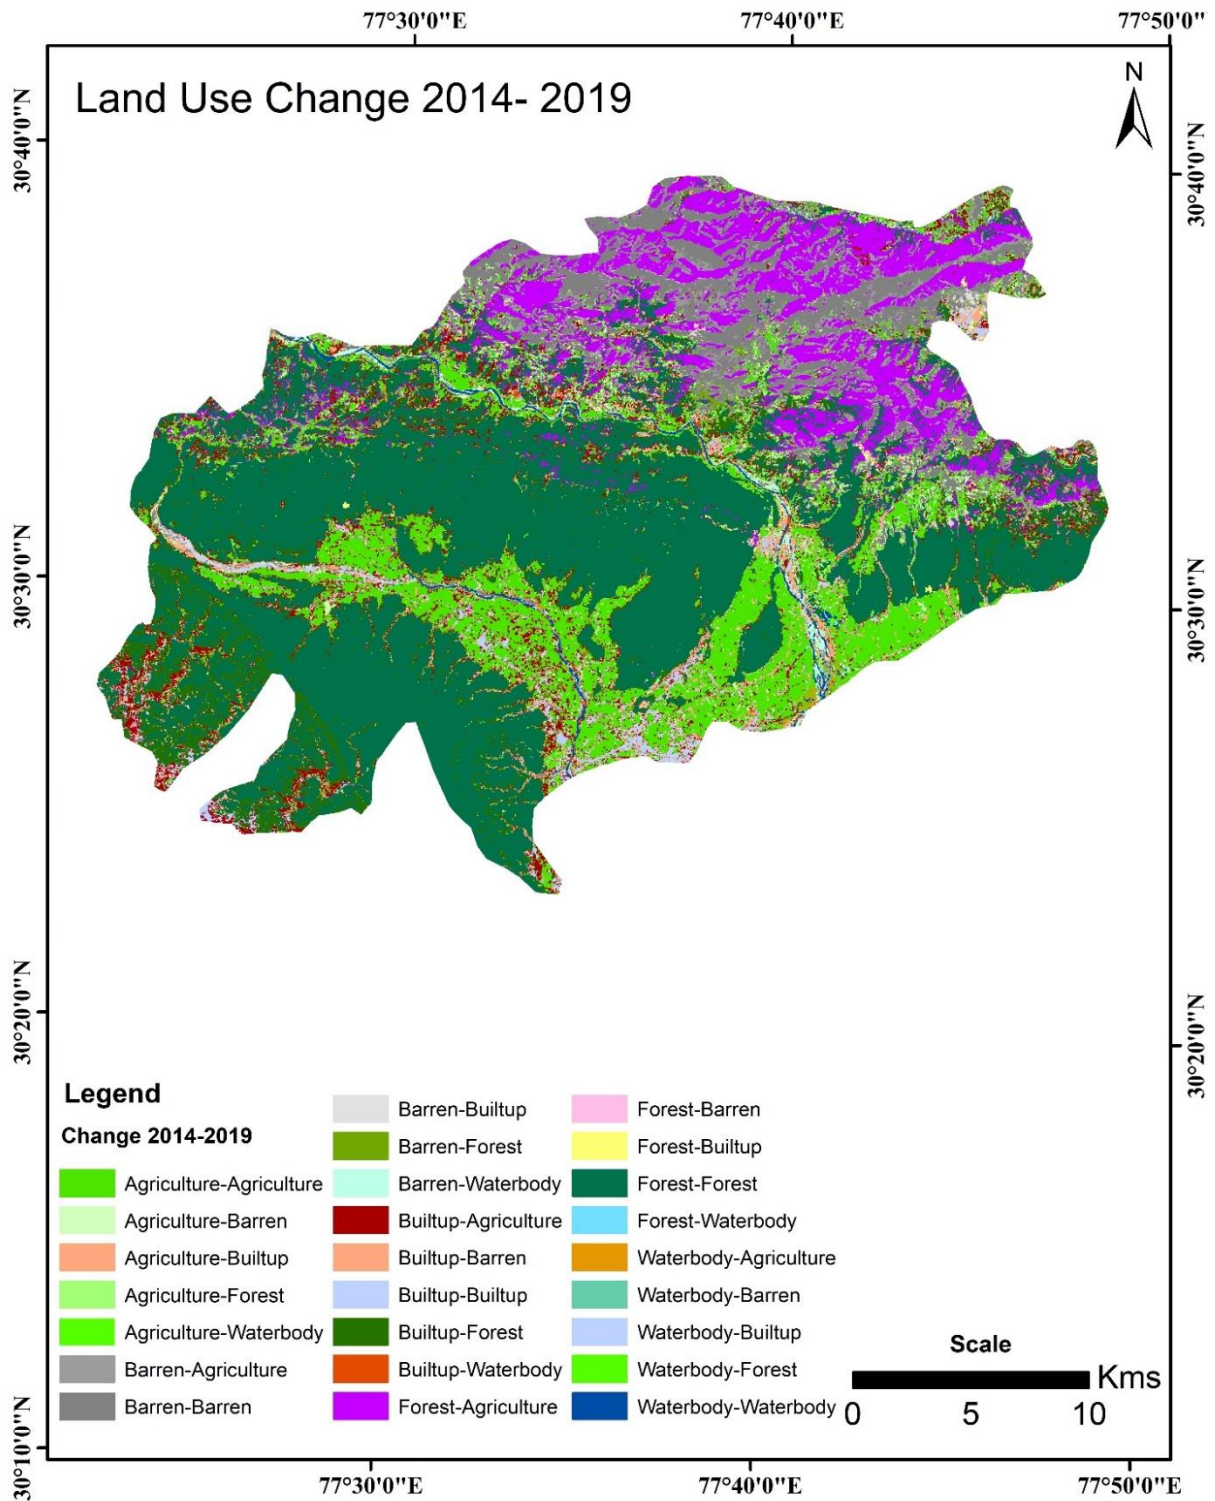 77°30'0"E 77°40'0"E 77°50'0"E
N
Land Use Change 2014- 2019
30°40'0"N 30°40'0"N
30°30'0"N 30°30'0"N
30°20'0"N 30°20'0"N
30°10'0"N
Legend
Change 2014-2019
Agriculture-Agriculture
Agriculture-Barren
Agriculture-Builtup
Agriculture-Forest
Agriculture-Waterbody
Barren-Agriculture
Barren-Barren
Barren-Builtup
Barren-Forest
Barren-Waterbody
Builtup-Agriculture
Builtup-Barren
Builtup-Builtup
Builtup-Forest
Builtup-Waterbody
Forest-Agriculture
Forest-Barren
Forest-Builtup
Forest-Forest
Forest-Waterbody
Waterbody-Agriculture
Waterbody-Barren
Waterbody-Builtup
Waterbody-Forest
Waterbody-Waterbody
Scale
Kms
0 5 10
77°30'0"E 77°40'0"E 77°50'0"E